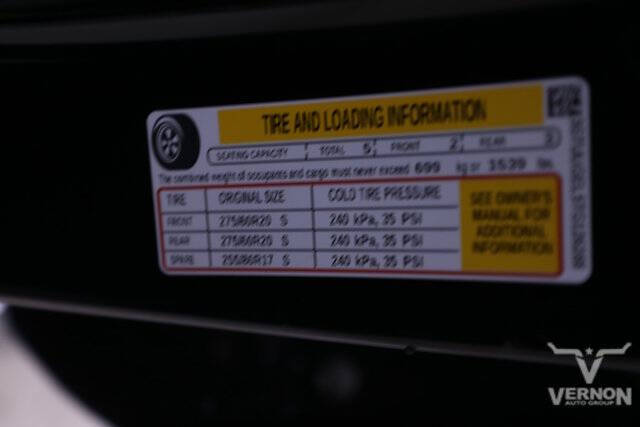 TIRE AND LOADING INFORMATION
SEATING CAPACITY TOTAL 5 FRONT 2 REAR 3
The combined weight of occupants and cargo must never exceed 699 kg or 1539 lbs.
TIRE ORIGINAL SIZE COLD TIRE PRESSURE
FRONT 275/60R20 S 240 kPa, 35 PSI
REAR 275/60R20 S 240 kPa, 35 PSI
SPARE 255/80R17 S 240 kPa, 35 PSI
SEE OWNER'S
MANUAL FOR
ADDITIONAL
INFORMATION
VERNON
AUTO GROUP